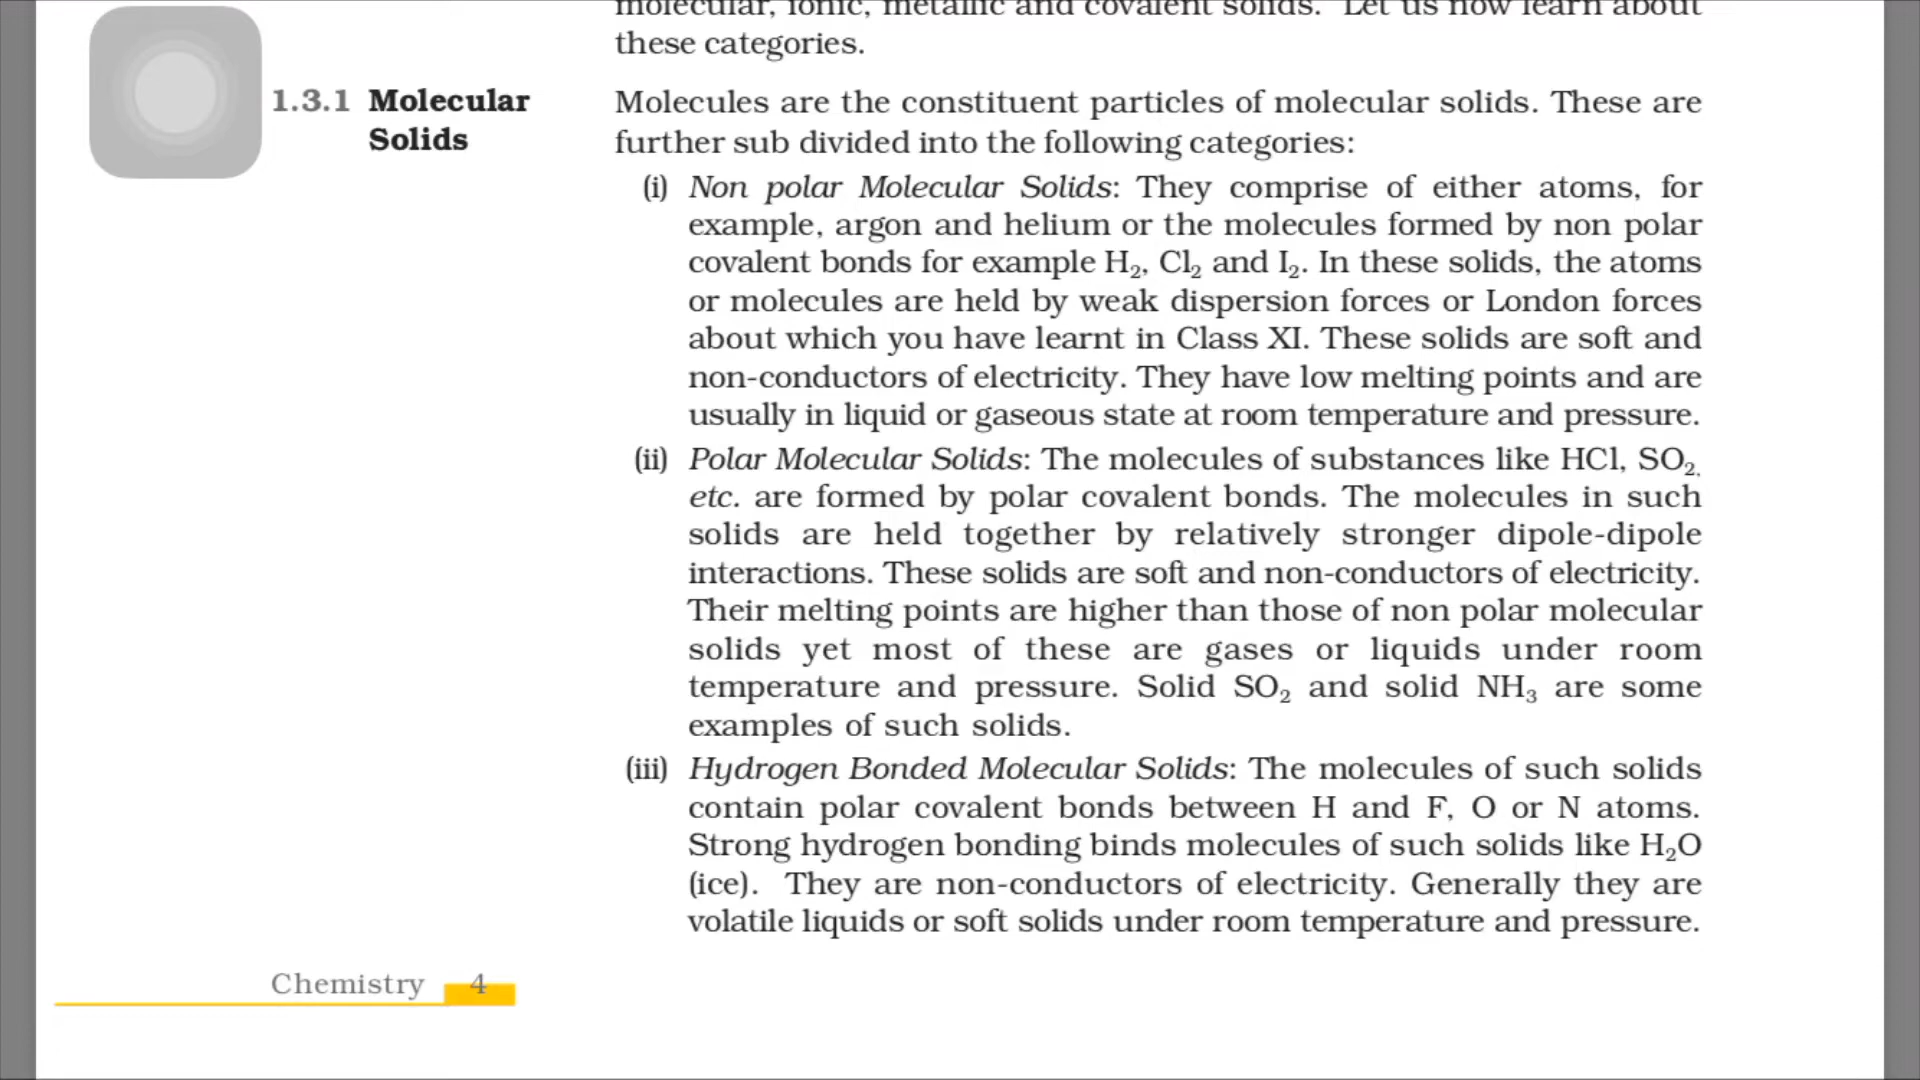 molecular, ionic, metallic and covalent solids. Let us now learn about
these categories.
1.3.1 Molecular
Solids
Molecules are the constituent particles of molecular solids. These are
further sub divided into the following categories:
(i) Non polar Molecular Solids: They comprise of either atoms, for
example, argon and helium or the molecules formed by non polar
covalent bonds for example H₂, Cl₂ and I₂. In these solids, the atoms
or molecules are held by weak dispersion forces or London forces
about which you have learnt in Class XI. These solids are soft and
non-conductors of electricity. They have low melting points and are
usually in liquid or gaseous state at room temperature and pressure.
(ii) Polar Molecular Solids: The molecules of substances like HCl, SO₂,
etc. are formed by polar covalent bonds. The molecules in such
solids are held together by relatively stronger dipole-dipole
interactions. These solids are soft and non-conductors of electricity.
Their melting points are higher than those of non polar molecular
solids yet most of these are gases or liquids under room
temperature and pressure. Solid SO₂ and solid NH₃ are some
examples of such solids.
(iii) Hydrogen Bonded Molecular Solids: The molecules of such solids
contain polar covalent bonds between H and F, O or N atoms.
Strong hydrogen bonding binds molecules of such solids like H₂O
(ice). They are non-conductors of electricity. Generally they are
volatile liquids or soft solids under room temperature and pressure.
Chemistry 4